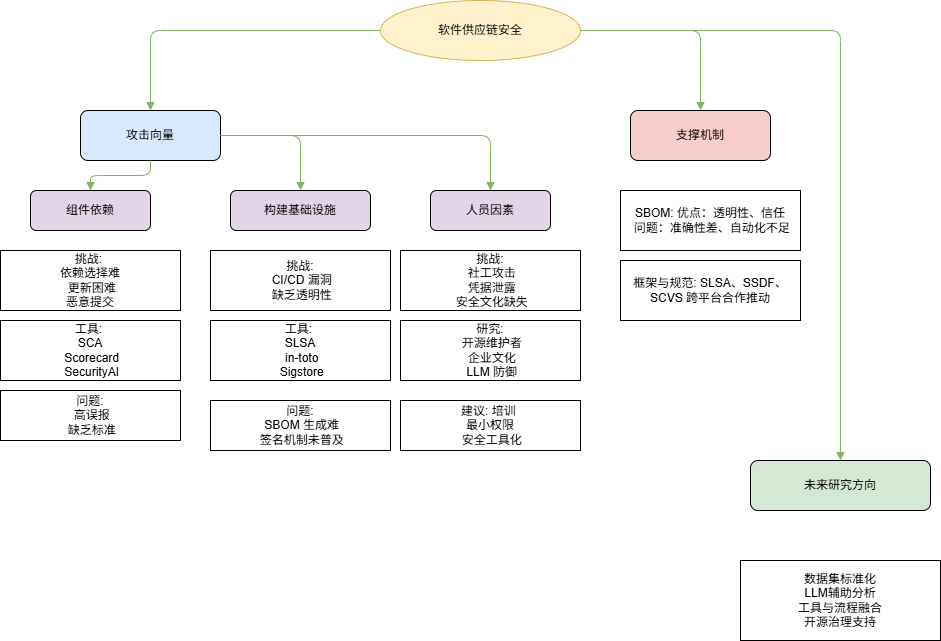 软件供应链安全
攻击向量
支撑机制
组件依赖
构建基础设施
人员因素
挑战:
依赖选择难
更新困难
恶意提交
工具:
SCA
Scorecard
SecurityAI
问题:
高误报
缺乏标准
挑战:
CI/CD 漏洞
缺乏透明性
工具:
SLSA
in-toto
Sigstore
问题:
SBOM 生成难
签名机制未普及
挑战:
社工攻击
凭据泄露
安全文化缺失
研究:
开源维护者
企业文化
LLM 防御
建议: 培训
最小权限
安全工具化
SBOM: 优点：透明性、信任
问题：准确性差、自动化不足
框架与规范: SLSA、SSDF、
SCVS 跨平台合作推动
未来研究方向
数据集标准化
LLM辅助分析
工具与流程融合
开源治理支持